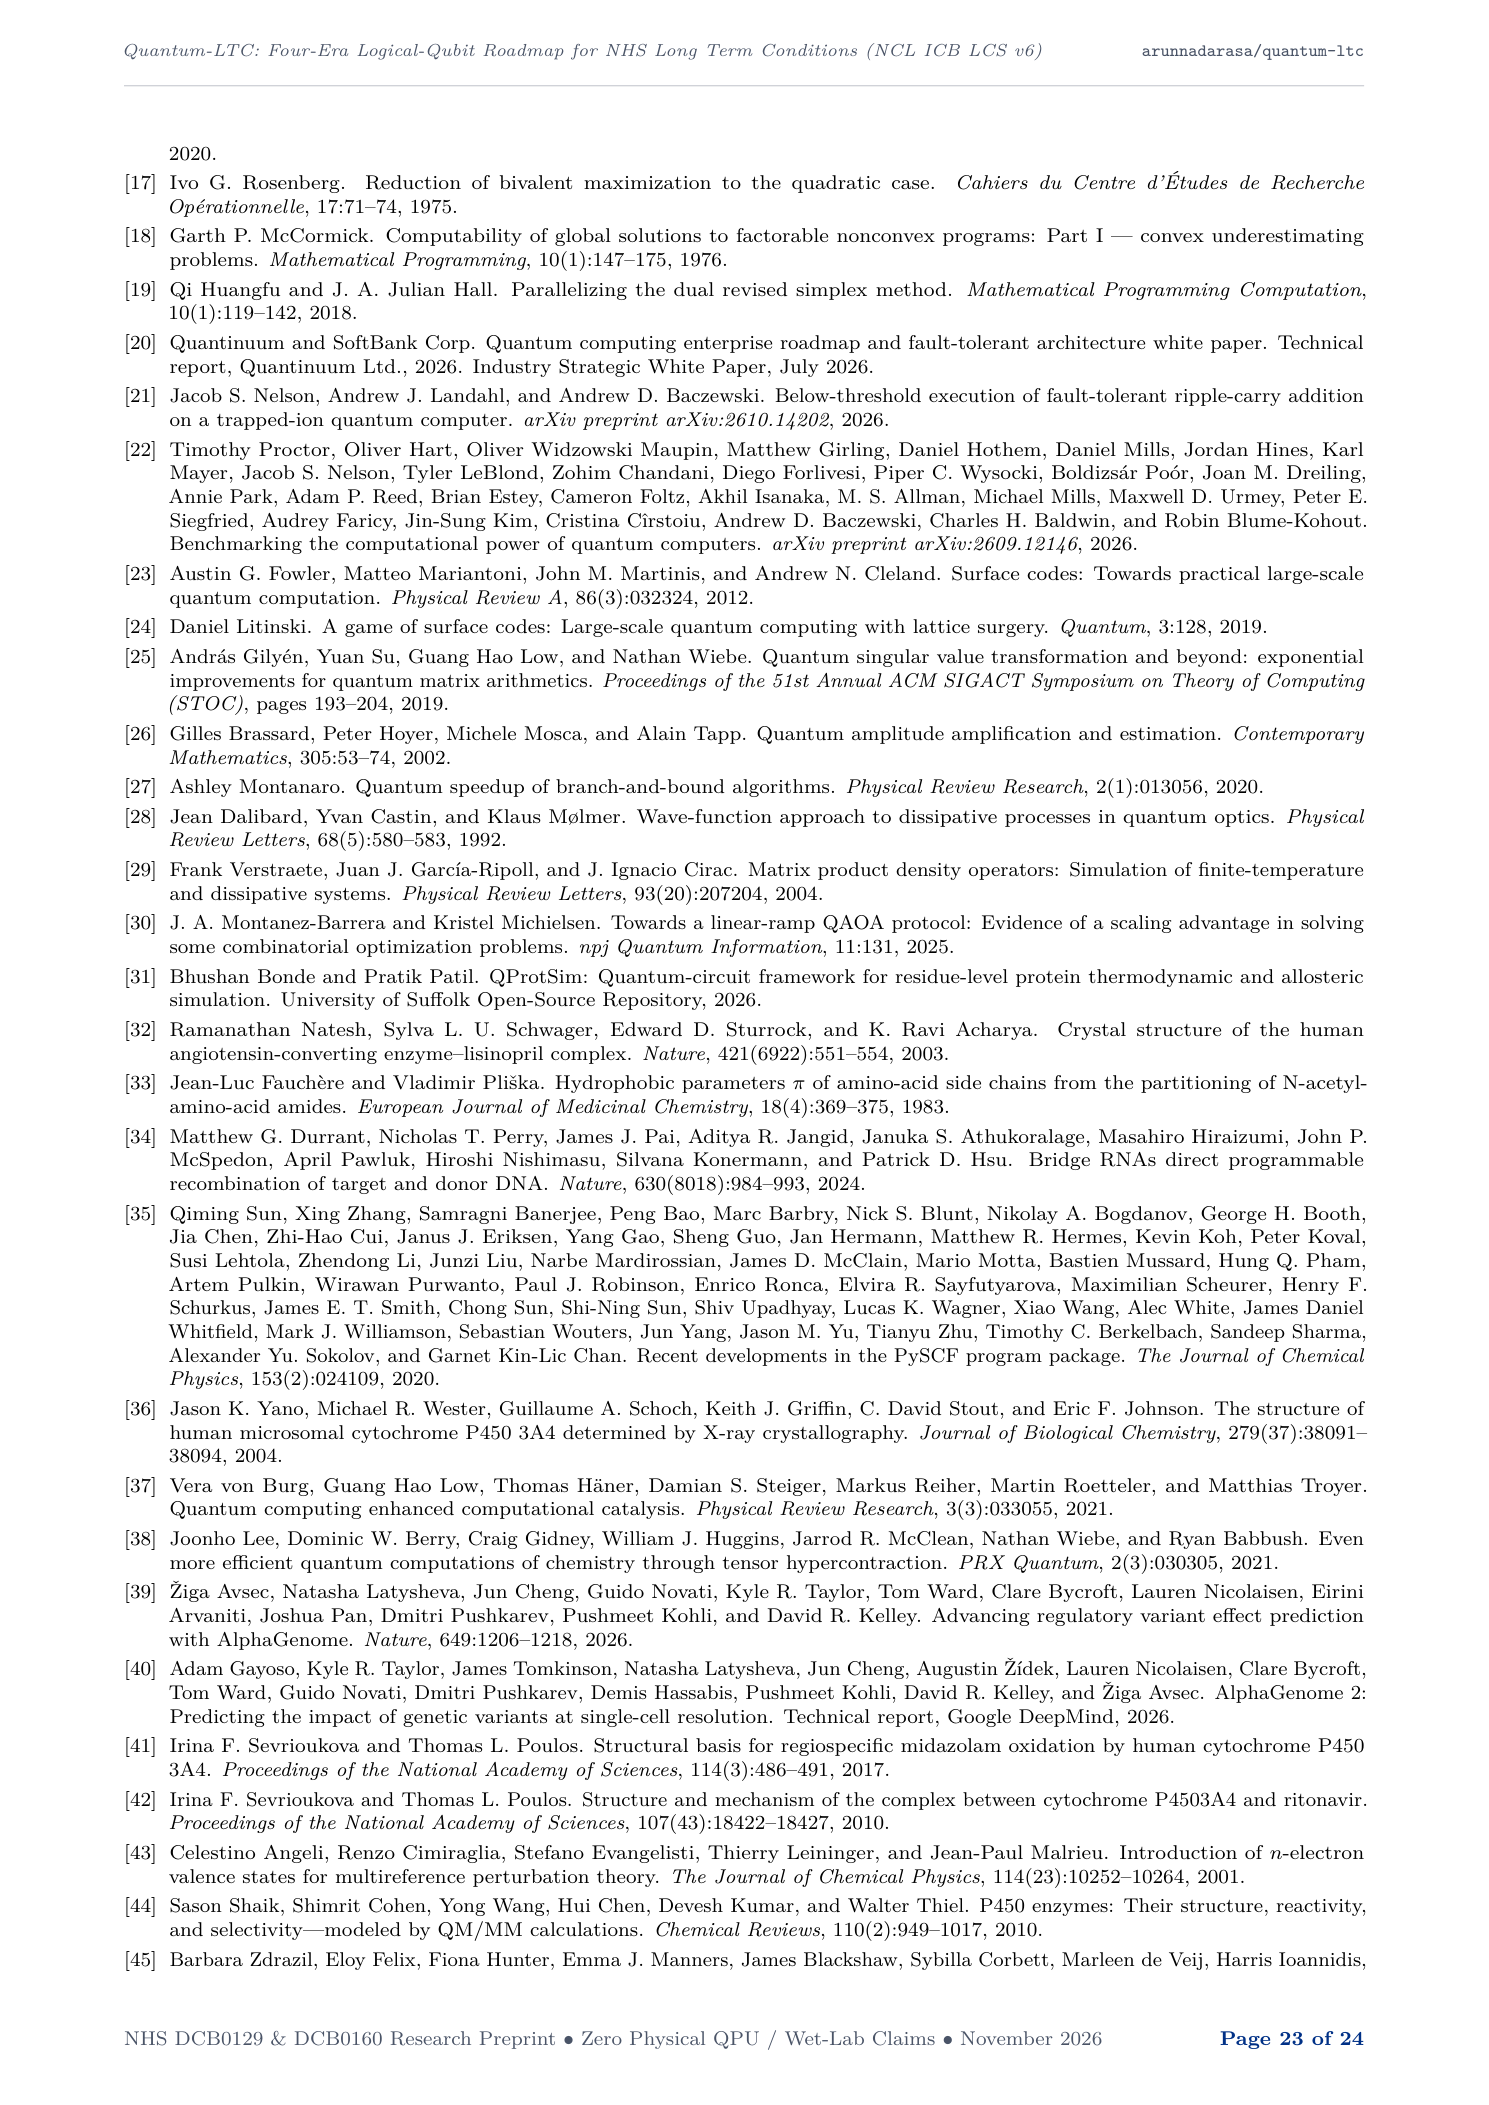 Quantum-LTC: Four-Era Logical-Qubit Roadmap for NHS Long Term Conditions (NCL ICB LCS v6)
arunnadarasa/quantum-ltc
2020.
[17] Ivo G. Rosenberg. Reduction of bivalent maximization to the quadratic case. Cahiers du Centre d'Études de Recherche
Opérationnelle, 17:71–74, 1975.
[18] Garth P. McCormick. Computability of global solutions to factorable nonconvex programs: Part I — convex underestimating
problems. Mathematical Programming, 10(1):147–175, 1976.
[19] Qi Huangfu and J. A. Julian Hall. Parallelizing the dual revised simplex method. Mathematical Programming Computation,
10(1):119–142, 2018.
[20] Quantinuum and SoftBank Corp. Quantum computing enterprise roadmap and fault-tolerant architecture white paper. Technical
report, Quantinuum Ltd., 2026. Industry Strategic White Paper, July 2026.
[21] Jacob S. Nelson, Andrew J. Landahl, and Andrew D. Baczewski. Below-threshold execution of fault-tolerant ripple-carry addition
on a trapped-ion quantum computer. arXiv preprint arXiv:2610.14202, 2026.
[22] Timothy Proctor, Oliver Hart, Oliver Widzowski Maupin, Matthew Girling, Daniel Hothem, Daniel Mills, Jordan Hines, Karl
Mayer, Jacob S. Nelson, Tyler LeBlond, Zohim Chandani, Diego Forlivesi, Piper C. Wysocki, Boldizsár Poór, Joan M. Dreiling,
Annie Park, Adam P. Reed, Brian Estey, Cameron Foltz, Akhil Isanaka, M. S. Allman, Michael Mills, Maxwell D. Urmey, Peter E.
Siegfried, Audrey Faricy, Jin-Sung Kim, Cristina Cîrstoiu, Andrew D. Baczewski, Charles H. Baldwin, and Robin Blume-Kohout.
Benchmarking the computational power of quantum computers. arXiv preprint arXiv:2609.12146, 2026.
[23] Austin G. Fowler, Matteo Mariantoni, John M. Martinis, and Andrew N. Cleland. Surface codes: Towards practical large-scale
quantum computation. Physical Review A, 86(3):032324, 2012.
[24] Daniel Litinski. A game of surface codes: Large-scale quantum computing with lattice surgery. Quantum, 3:128, 2019.
[25] András Gilyén, Yuan Su, Guang Hao Low, and Nathan Wiebe. Quantum singular value transformation and beyond: exponential
improvements for quantum matrix arithmetics. Proceedings of the 51st Annual ACM SIGACT Symposium on Theory of Computing
(STOC), pages 193–204, 2019.
[26] Gilles Brassard, Peter Hoyer, Michele Mosca, and Alain Tapp. Quantum amplitude amplification and estimation. Contemporary
Mathematics, 305:53–74, 2002.
[27] Ashley Montanaro. Quantum speedup of branch-and-bound algorithms. Physical Review Research, 2(1):013056, 2020.
[28] Jean Dalibard, Yvan Castin, and Klaus Mølmer. Wave-function approach to dissipative processes in quantum optics. Physical
Review Letters, 68(5):580–583, 1992.
[29] Frank Verstraete, Juan J. García-Ripoll, and J. Ignacio Cirac. Matrix product density operators: Simulation of finite-temperature
and dissipative systems. Physical Review Letters, 93(20):207204, 2004.
[30] J. A. Montanez-Barrera and Kristel Michielsen. Towards a linear-ramp QAOA protocol: Evidence of a scaling advantage in solving
some combinatorial optimization problems. npj Quantum Information, 11:131, 2025.
[31] Bhushan Bonde and Pratik Patil. QProtSim: Quantum-circuit framework for residue-level protein thermodynamic and allosteric
simulation. University of Suffolk Open-Source Repository, 2026.
[32] Ramanathan Natesh, Sylva L. U. Schwager, Edward D. Sturrock, and K. Ravi Acharya. Crystal structure of the human
angiotensin-converting enzyme–lisinopril complex. Nature, 421(6922):551–554, 2003.
[33] Jean-Luc Fauchère and Vladimir Pliška. Hydrophobic parameters π of amino-acid side chains from the partitioning of N-acetyl-
amino-acid amides. European Journal of Medicinal Chemistry, 18(4):369–375, 1983.
[34] Matthew G. Durrant, Nicholas T. Perry, James J. Pai, Aditya R. Jangid, Januka S. Athukoralage, Masahiro Hiraizumi, John P.
McSpedon, April Pawluk, Hiroshi Nishimasu, Silvana Konermann, and Patrick D. Hsu. Bridge RNAs direct programmable
recombination of target and donor DNA. Nature, 630(8018):984–993, 2024.
[35] Qiming Sun, Xing Zhang, Samragni Banerjee, Peng Bao, Marc Barbry, Nick S. Blunt, Nikolay A. Bogdanov, George H. Booth,
Jia Chen, Zhi-Hao Cui, Janus J. Eriksen, Yang Gao, Sheng Guo, Jan Hermann, Matthew R. Hermes, Kevin Koh, Peter Koval,
Susi Lehtola, Zhendong Li, Junzi Liu, Narbe Mardirossian, James D. McClain, Mario Motta, Bastien Mussard, Hung Q. Pham,
Artem Pulkin, Wirawan Purwanto, Paul J. Robinson, Enrico Ronca, Elvira R. Sayfutyarova, Maximilian Scheurer, Henry F.
Schurkus, James E. T. Smith, Chong Sun, Shi-Ning Sun, Shiv Upadhyay, Lucas K. Wagner, Xiao Wang, Alec White, James Daniel
Whitfield, Mark J. Williamson, Sebastian Wouters, Jun Yang, Jason M. Yu, Tianyu Zhu, Timothy C. Berkelbach, Sandeep Sharma,
Alexander Yu. Sokolov, and Garnet Kin-Lic Chan. Recent developments in the PySCF program package. The Journal of Chemical
Physics, 153(2):024109, 2020.
[36] Jason K. Yano, Michael R. Wester, Guillaume A. Schoch, Keith J. Griffin, C. David Stout, and Eric F. Johnson. The structure of
human microsomal cytochrome P450 3A4 determined by X-ray crystallography. Journal of Biological Chemistry, 279(37):38091–
38094, 2004.
[37] Vera von Burg, Guang Hao Low, Thomas Häner, Damian S. Steiger, Markus Reiher, Martin Roetteler, and Matthias Troyer.
Quantum computing enhanced computational catalysis. Physical Review Research, 3(3):033055, 2021.
[38] Joonho Lee, Dominic W. Berry, Craig Gidney, William J. Huggins, Jarrod R. McClean, Nathan Wiebe, and Ryan Babbush. Even
more efficient quantum computations of chemistry through tensor hypercontraction. PRX Quantum, 2(3):030305, 2021.
[39] Žiga Avsec, Natasha Latysheva, Jun Cheng, Guido Novati, Kyle R. Taylor, Tom Ward, Clare Bycroft, Lauren Nicolaisen, Eirini
Arvaniti, Joshua Pan, Dmitri Pushkarev, Pushmeet Kohli, and David R. Kelley. Advancing regulatory variant effect prediction
with AlphaGenome. Nature, 649:1206–1218, 2026.
[40] Adam Gayoso, Kyle R. Taylor, James Tomkinson, Natasha Latysheva, Jun Cheng, Augustin Žídek, Lauren Nicolaisen, Clare Bycroft,
Tom Ward, Guido Novati, Dmitri Pushkarev, Demis Hassabis, Pushmeet Kohli, David R. Kelley, and Žiga Avsec. AlphaGenome 2:
Predicting the impact of genetic variants at single-cell resolution. Technical report, Google DeepMind, 2026.
[41] Irina F. Sevrioukova and Thomas L. Poulos. Structural basis for regiospecific midazolam oxidation by human cytochrome P450
3A4. Proceedings of the National Academy of Sciences, 114(3):486–491, 2017.
[42] Irina F. Sevrioukova and Thomas L. Poulos. Structure and mechanism of the complex between cytochrome P4503A4 and ritonavir.
Proceedings of the National Academy of Sciences, 107(43):18422–18427, 2010.
[43] Celestino Angeli, Renzo Cimiraglia, Stefano Evangelisti, Thierry Leininger, and Jean-Paul Malrieu. Introduction of n-electron
valence states for multireference perturbation theory. The Journal of Chemical Physics, 114(23):10252–10264, 2001.
[44] Sason Shaik, Shimrit Cohen, Yong Wang, Hui Chen, Devesh Kumar, and Walter Thiel. P450 enzymes: Their structure, reactivity,
and selectivity—modeled by QM/MM calculations. Chemical Reviews, 110(2):949–1017, 2010.
[45] Barbara Zdrazil, Eloy Felix, Fiona Hunter, Emma J. Manners, James Blackshaw, Sybilla Corbett, Marleen de Veij, Harris Ioannidis,
NHS DCB0129 & DCB0160 Research Preprint • Zero Physical QPU / Wet-Lab Claims • November 2026
Page 23 of 24